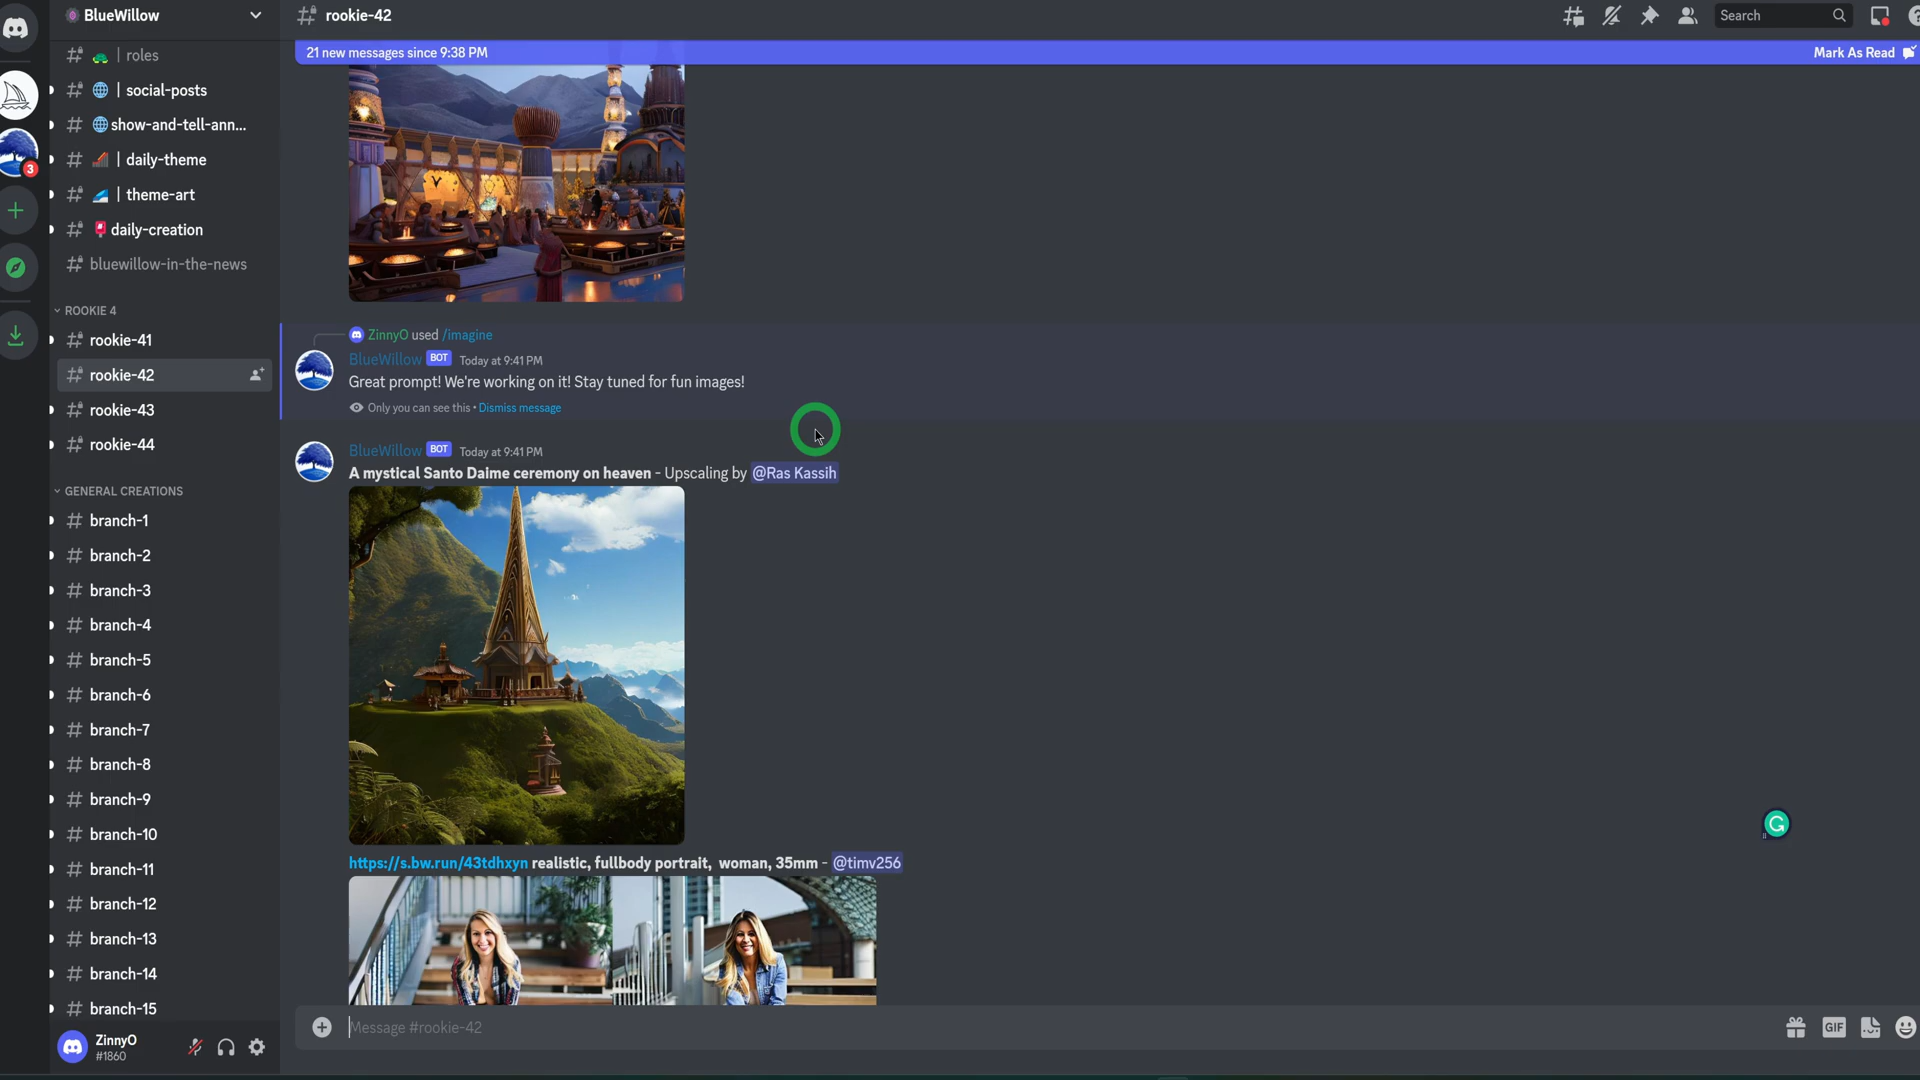 BlueWillow
rookie-42
Search
21 new messages since 9:38 PM
Mark As Read
3
| roles
| social-posts
show-and-tell-ann...
| daily-theme
| theme-art
daily-creation
bluewillow-in-the-news
ROOKIE 4
rookie-41
rookie-42
rookie-43
rookie-44
GENERAL CREATIONS
branch-1
branch-2
branch-3
branch-4
branch-5
branch-6
branch-7
branch-8
branch-9
branch-10
branch-11
branch-12
branch-13
branch-14
branch-15
ZinnyO
#1860
ZinnyO used /imagine
BlueWillow BOT Today at 9:41 PM
Great prompt! We're working on it! Stay tuned for fun images!
Only you can see this • Dismiss message
BlueWillow BOT Today at 9:41 PM
A mystical Santo Daime ceremony on heaven - Upscaling by @Ras Kassih
https://s.bw.run/43tdhxyn realistic, fullbody portrait, woman, 35mm - @timv256
Message #rookie-42
GIF
G